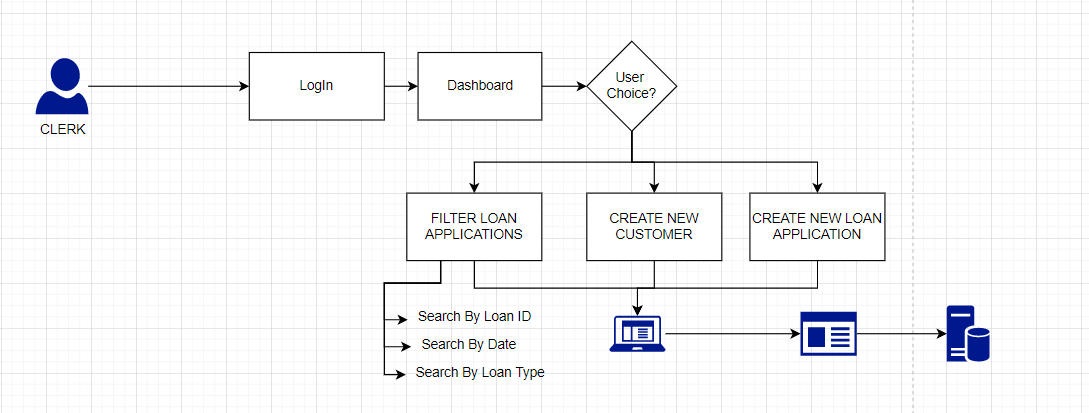 CLERK
LogIn
Dashboard
User
Choice?
FILTER LOAN
APPLICATIONS
CREATE NEW
CUSTOMER
CREATE NEW LOAN
APPLICATION
Search By Loan ID
Search By Date
Search By Loan Type